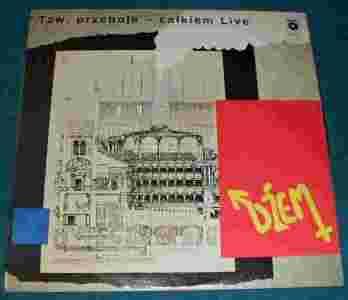 Tzw. przeboje – całkiem Live
DŻEM